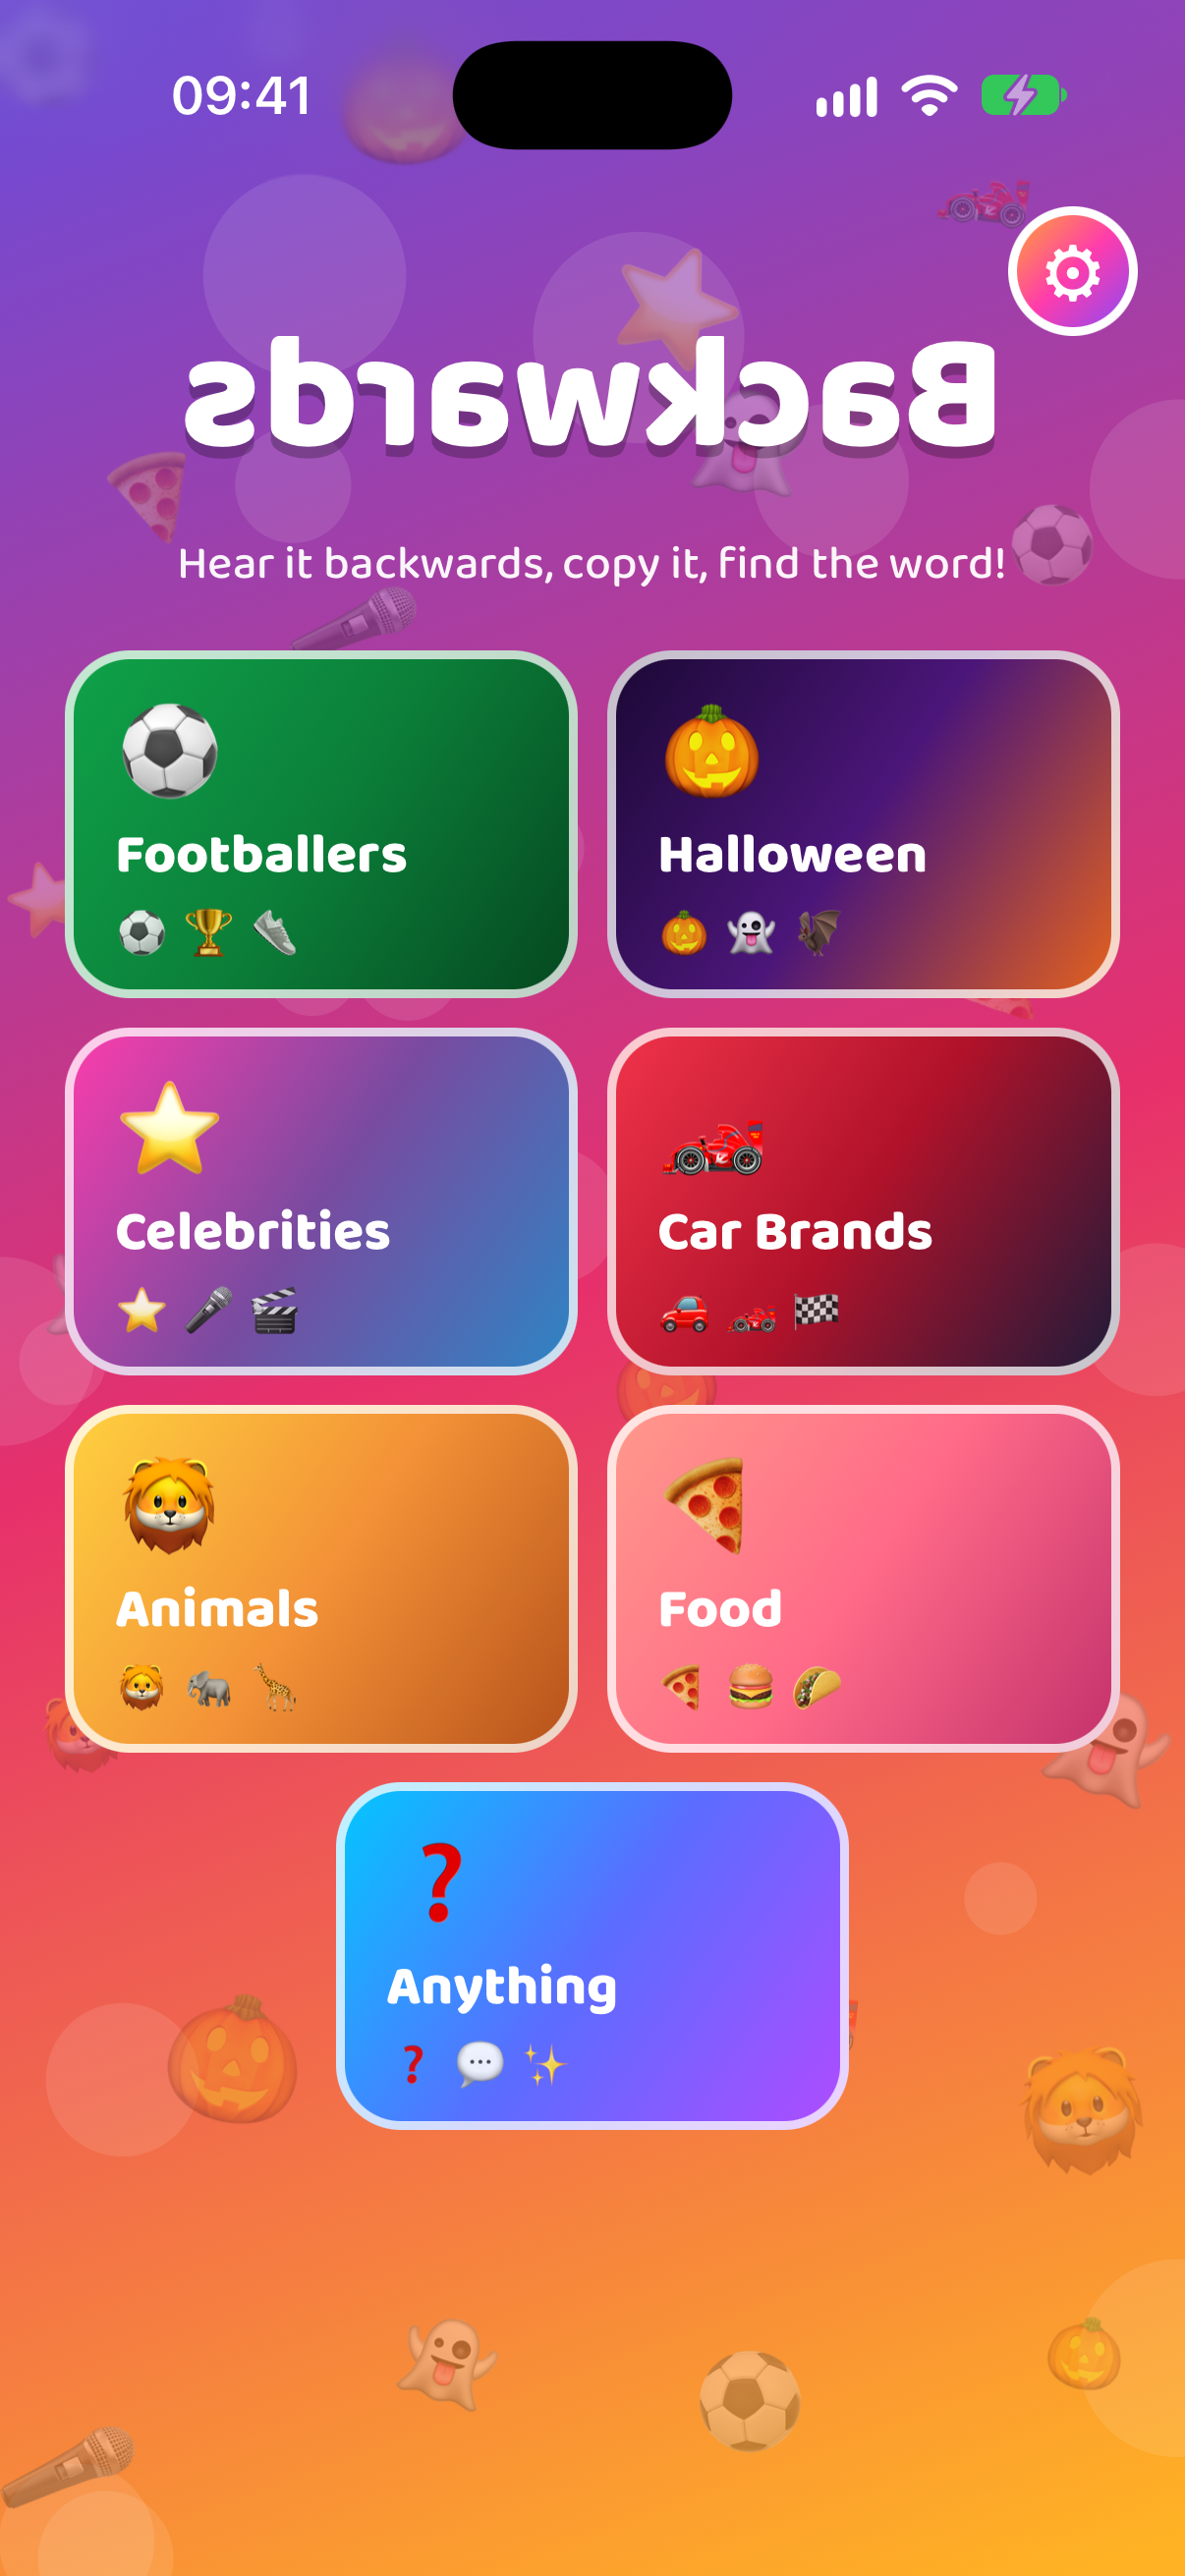 09:41
Backwards
Hear it backwards, copy it, find the word!
Footballers
Halloween
Celebrities
Car Brands
Animals
Food
Anything